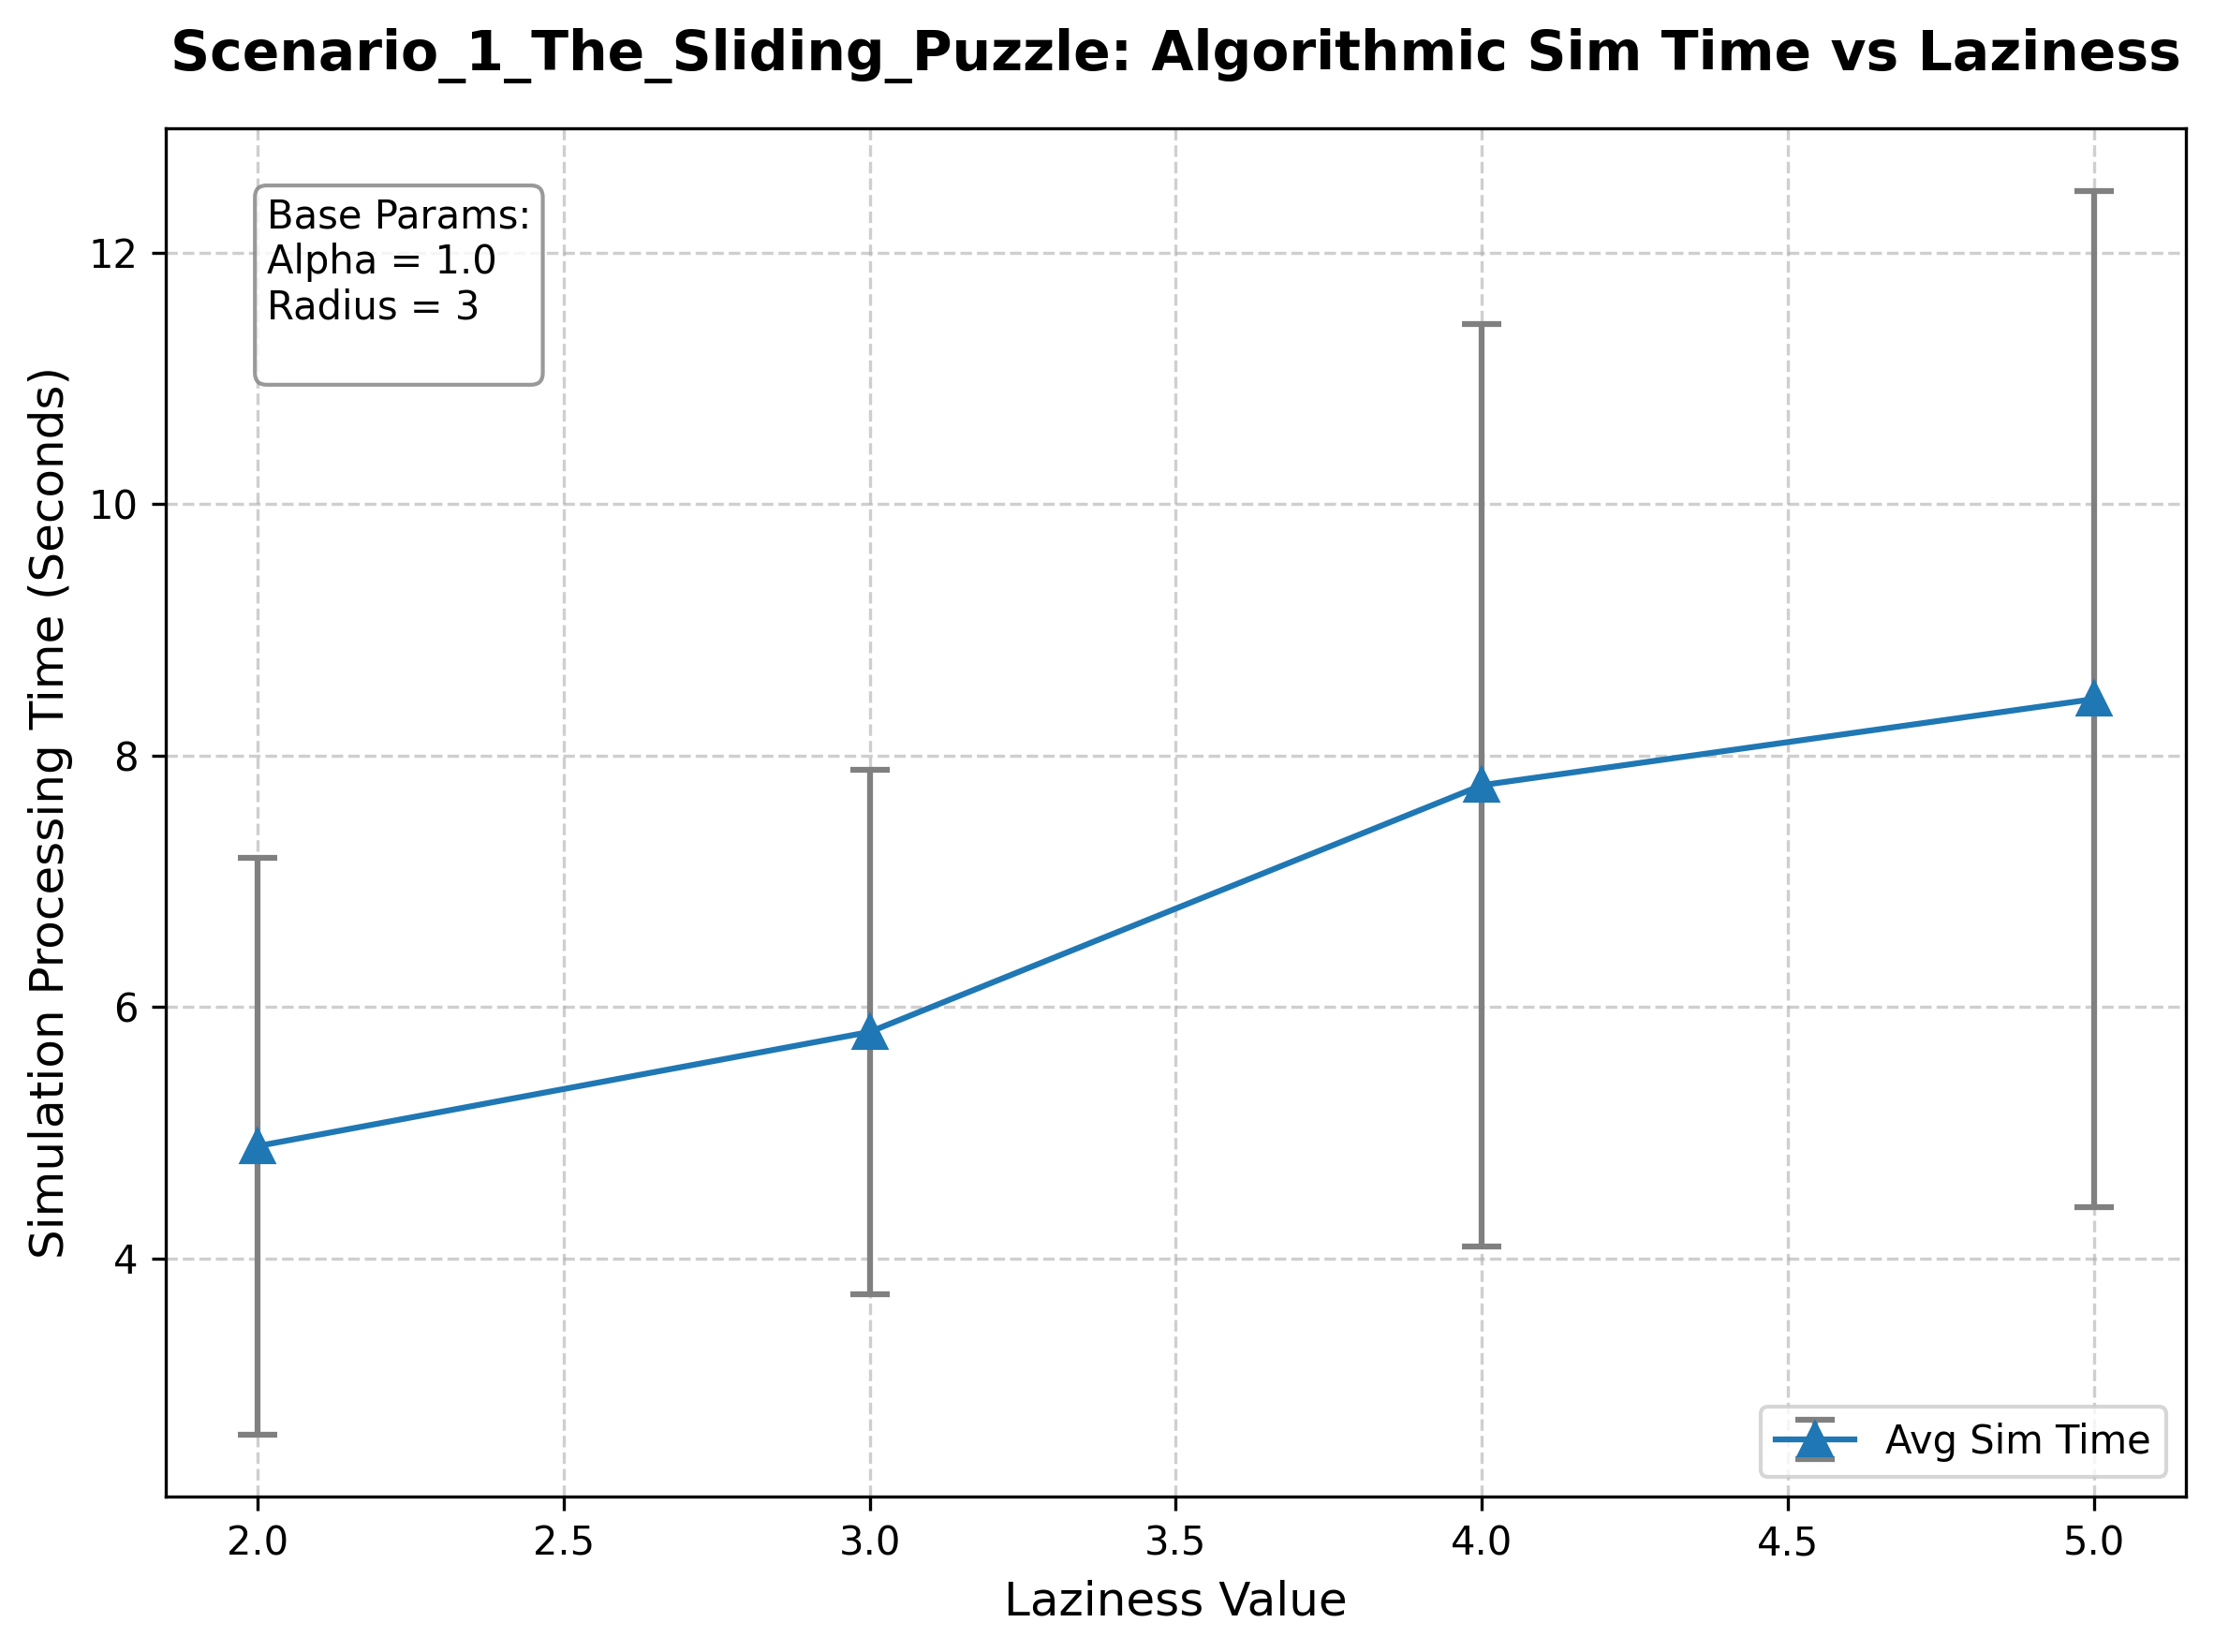 Scenario_1_The_Sliding_Puzzle: Algorithmic Sim Time vs Laziness
Base Params:
Alpha = 1.0
Radius = 3
12
10
8
6
4
Simulation Processing Time (Seconds)
Avg Sim Time
2.0 2.5 3.0 3.5 4.0 4.5 5.0
Laziness Value